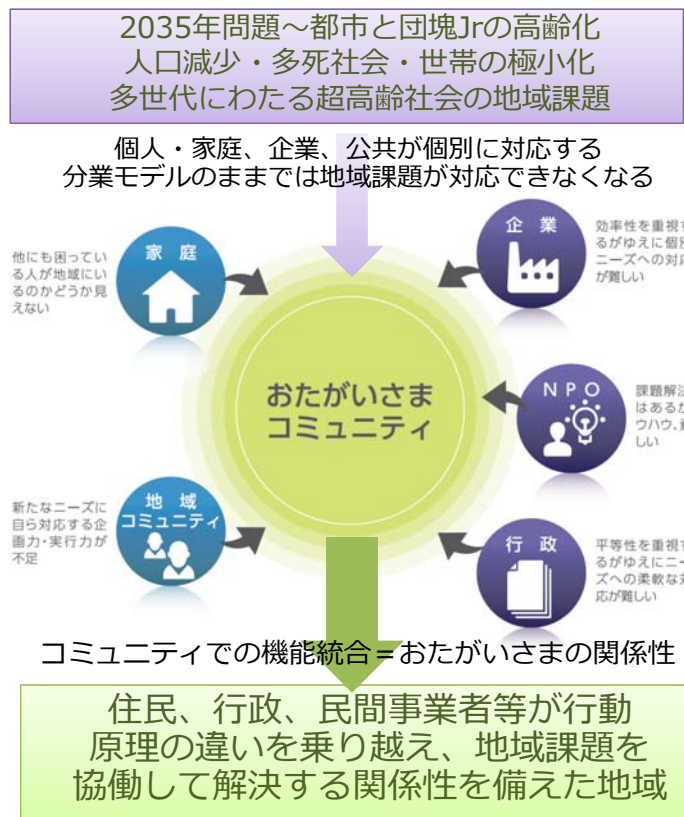 2035年問題～都市と団塊Jrの高齢化
人口減少・多死社会・世帯の極小化
多世代にわたる超高齢社会の地域課題
個人・家庭、企業、公共が個別に対応する
分業モデルのままでは地域課題が対応できなくなる
家庭
他にも困ってい
る人が地域にい
るのかどうか見
えない
企業
効率性を重視す
るがゆえに個別
ニーズへの対応
が難しい
おたがいさま
コミュニティ
NPO
課題解決
はあるが
ウハウ、
しい
地域
コミュニティ
新たなニーズに
自ら対応する企
画力・実行力が
不足
行政
平等性を重視す
るがゆえにニー
ズへの柔軟な対
応が難しい
コミュニティでの機能統合＝おたがいさまの関係性
住民、行政、民間事業者等が行動
原理の違いを乗り越え、地域課題を
協働して解決する関係性を備えた地域